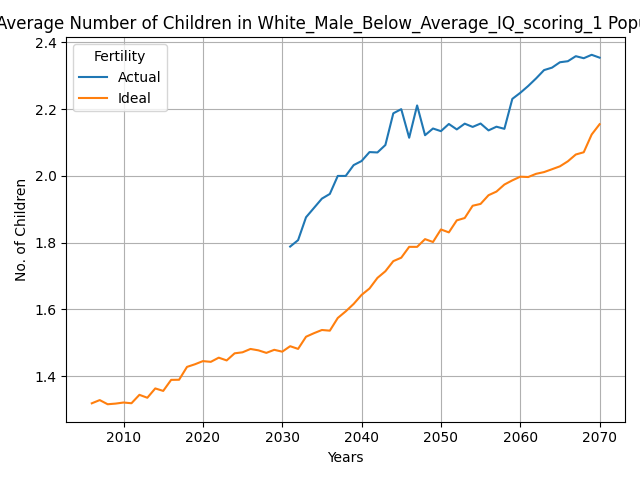 Average Number of Children in White_Male_Below_Average_IQ_scoring_1 Popu
Fertility
Actual
Ideal
No. of Children
2.4
2.2
2.0
1.8
1.6
1.4
2010 2020 2030 2040 2050 2060 2070
Years